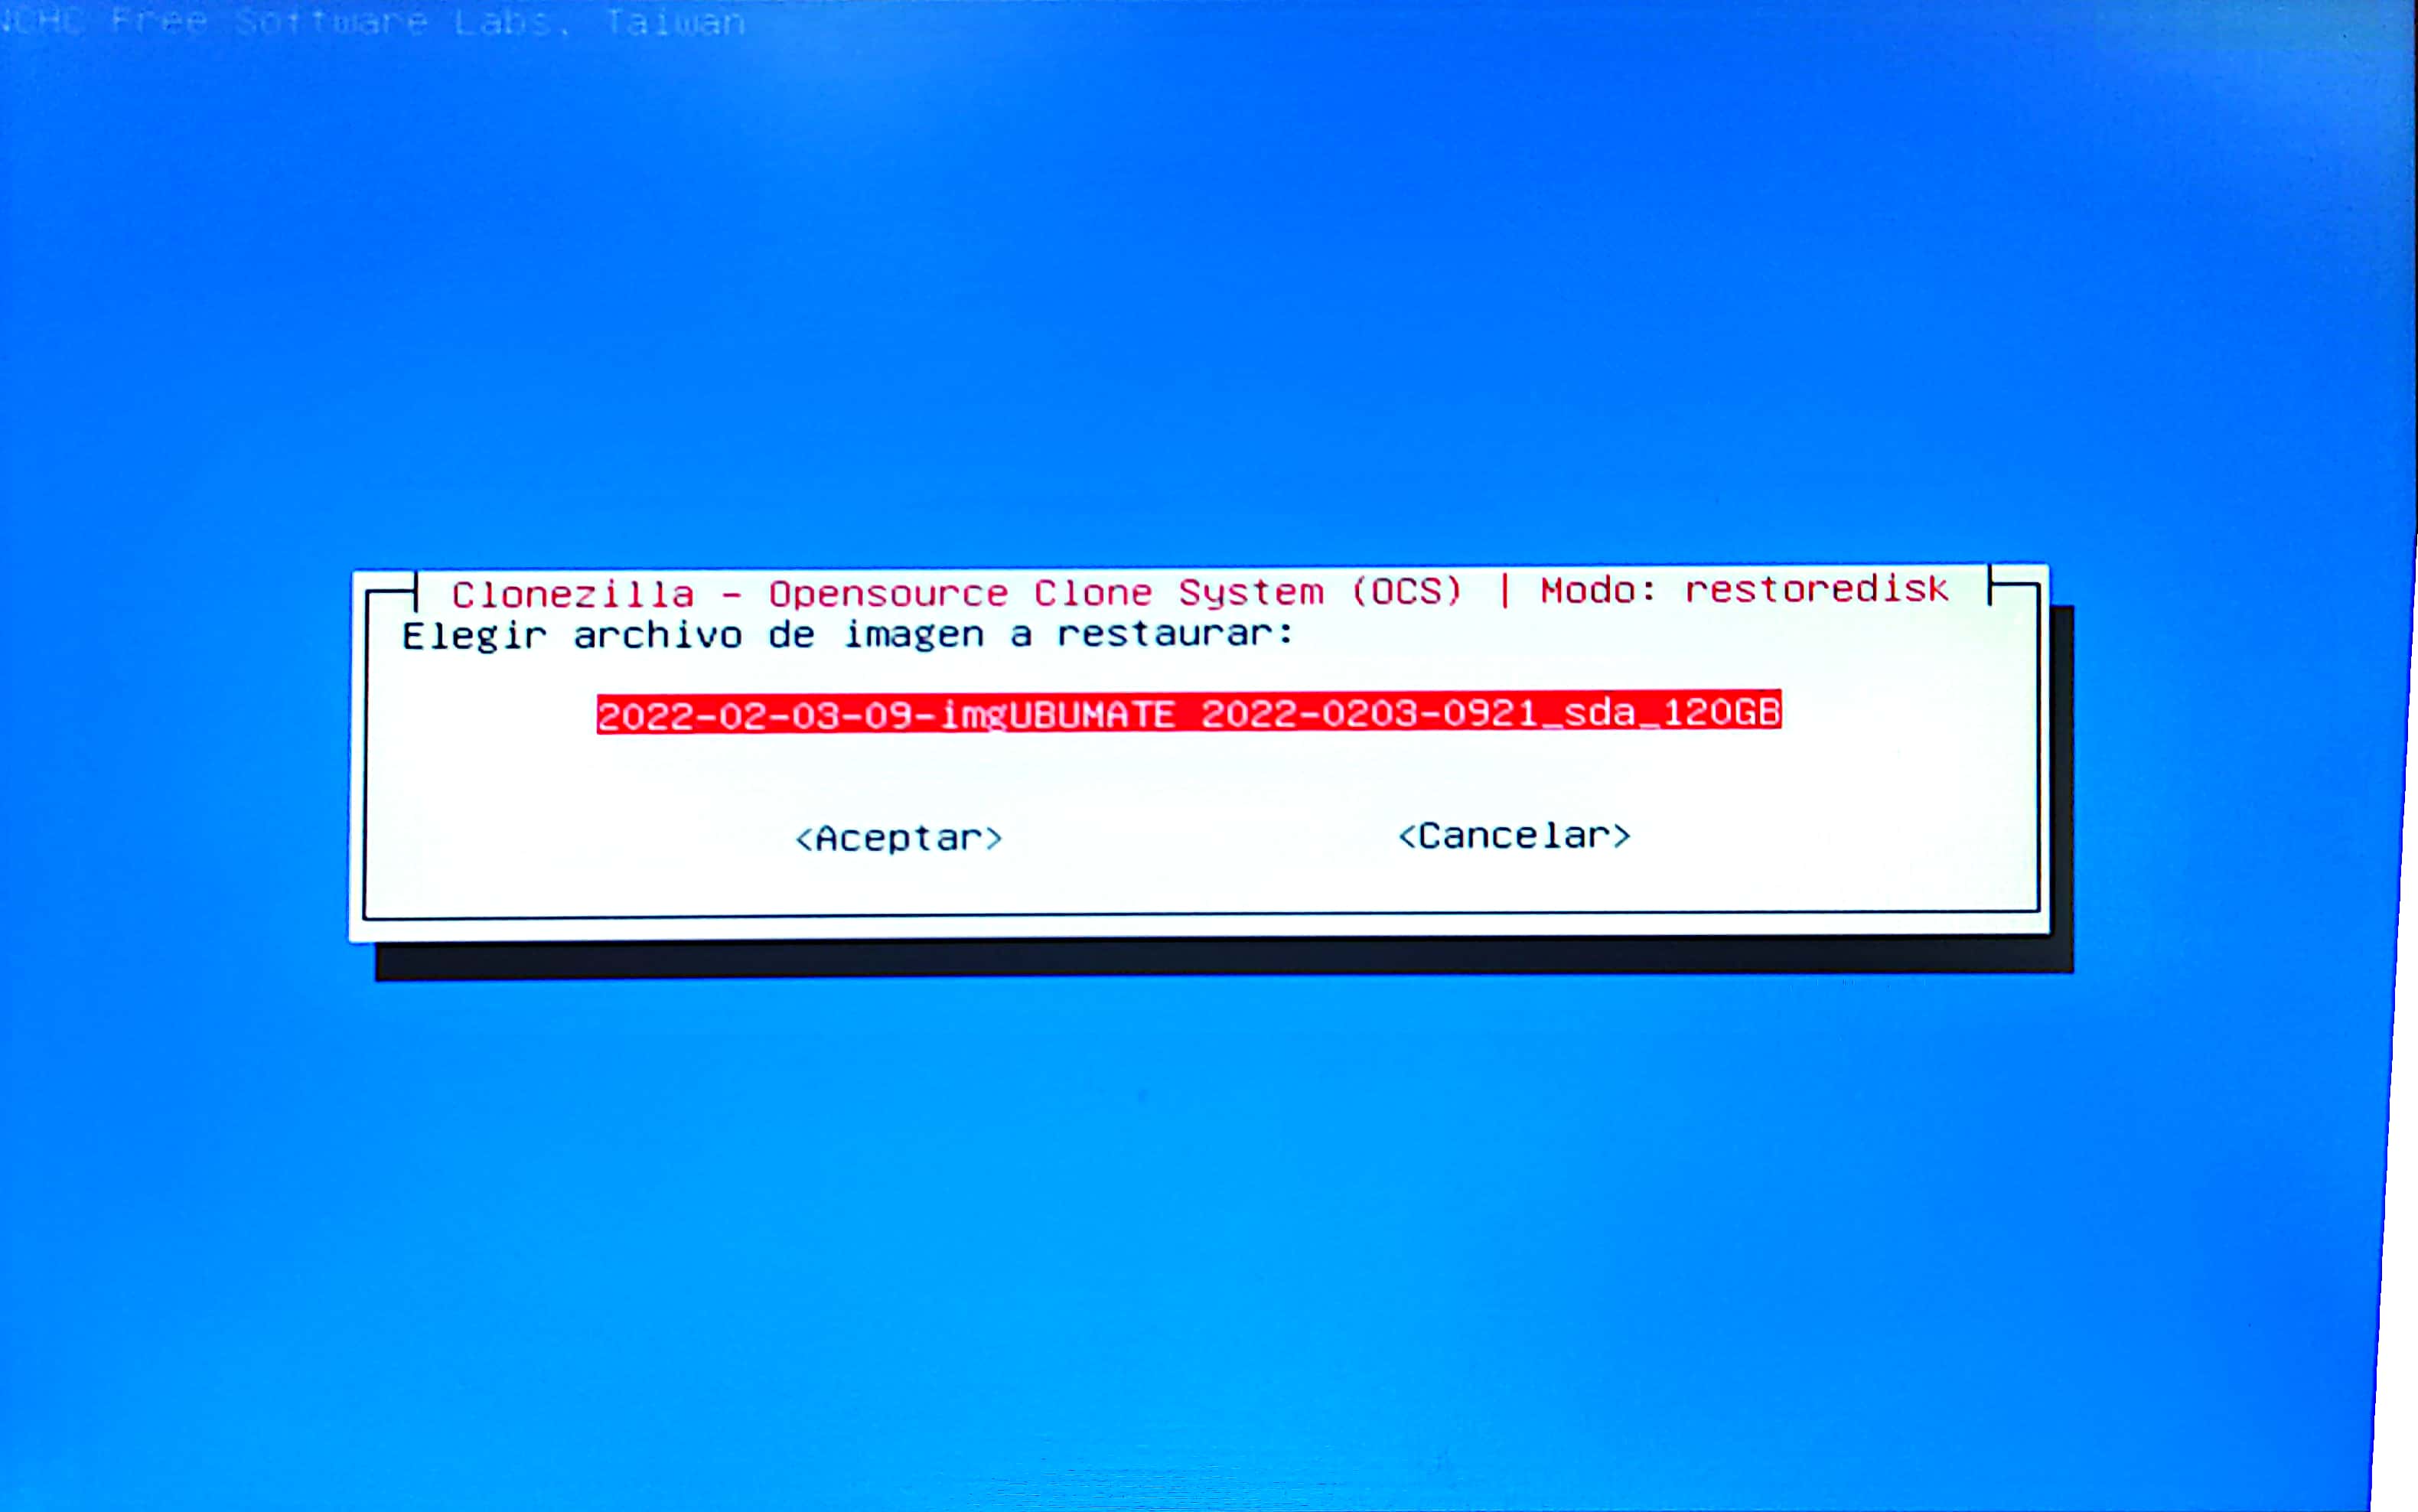 NCHC Free Software Labs, Taiwan
Clonezilla - Opensource Clone System (OCS) | Modo: restoredisk
Elegir archivo de imagen a restaurar:
2022-02-03-09-imgUBUMATE 2022-0203-0921_sda_120GB
<Aceptar> <Cancelar>